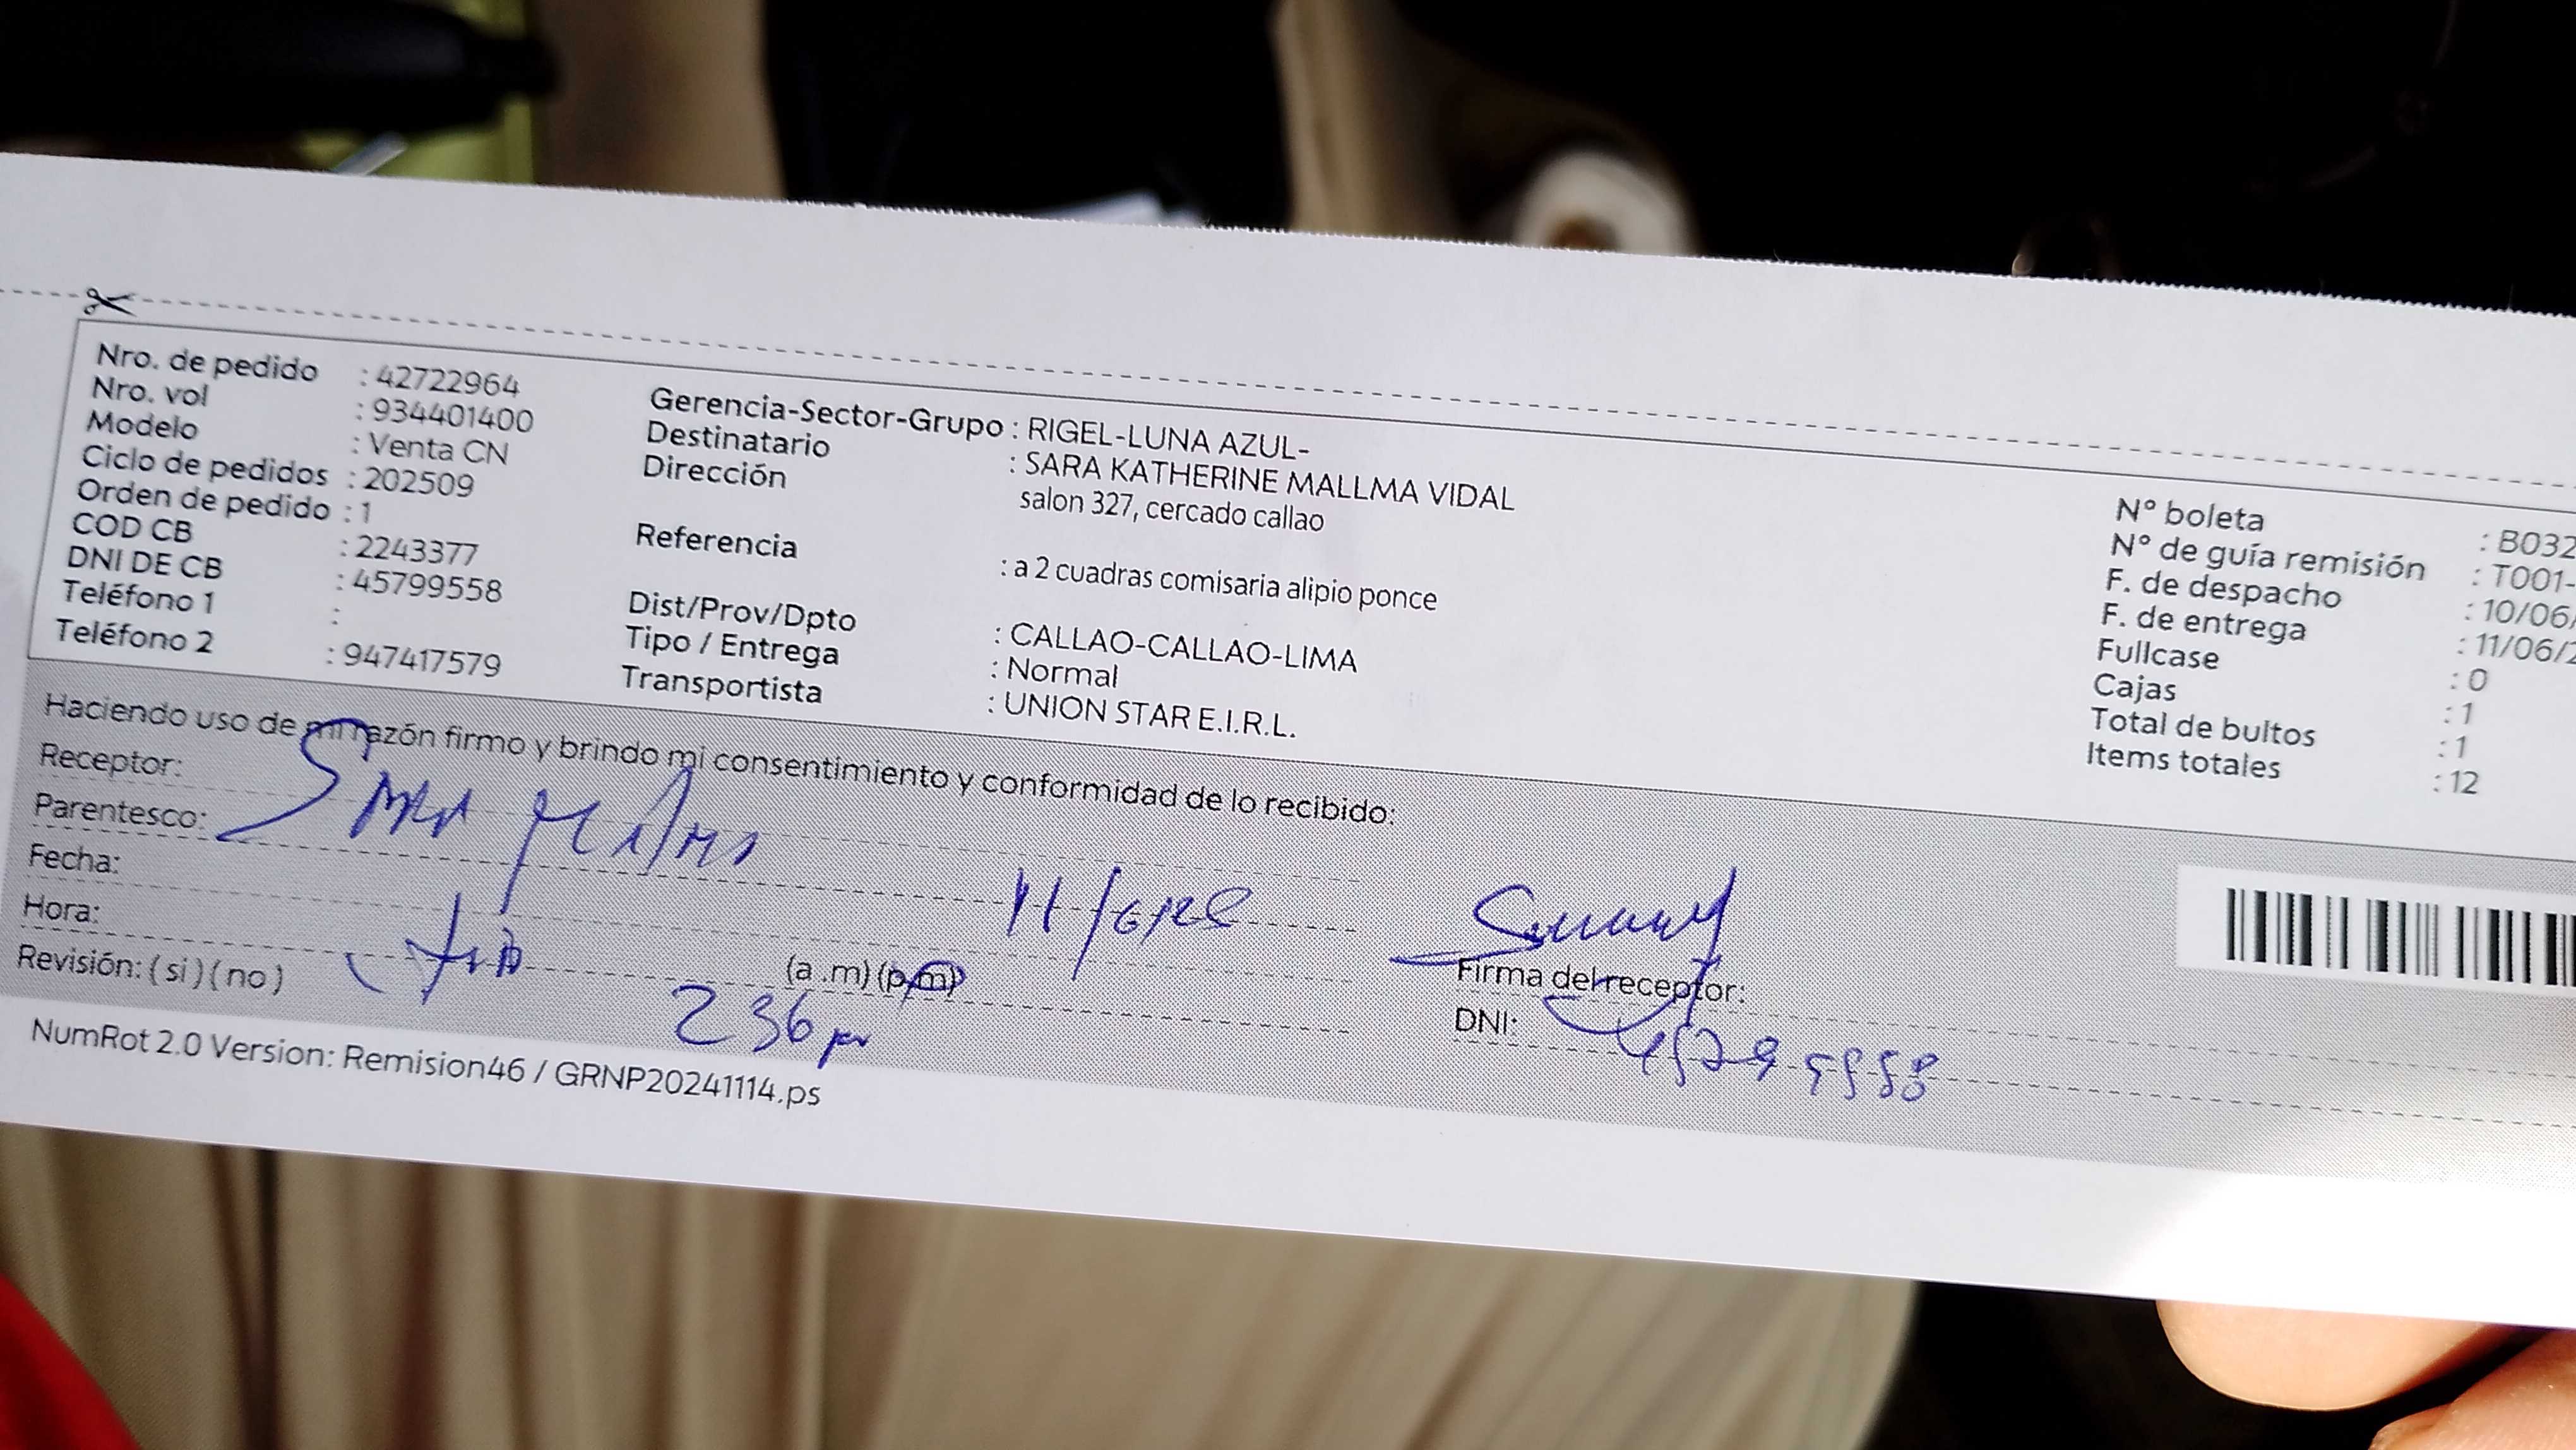 Nro. de pedido : 42722964
Nro. vol : 934401400
Modelo : Venta CN
Ciclo de pedidos : 202509
Orden de pedido : 1
COD CB : 2243377
DNI DE CB : 45799558
Teléfono 1 :
Teléfono 2 : 947417579
Gerencia-Sector-Grupo : RIGEL-LUNA AZUL-
Destinatario : SARA KATHERINE MALLMA VIDAL
Dirección salon 327, cercado callao
Referencia : a 2 cuadras comisaria alipio ponce
Dist/Prov/Dpto : CALLAO-CALLAO-LIMA
Tipo / Entrega : Normal
Transportista : UNION STAR E.I.R.L.
N° boleta : B032
N° de guía remisión : T001-
F. de despacho : 10/06/
F. de entrega : 11/06/2
Fullcase : 0
Cajas : 1
Total de bultos : 1
Items totales : 12
Haciendo uso de mi razón firmo y brindo mi consentimiento y conformidad de lo recibido:
Receptor:
Parentesco:
Fecha:
Hora: (a .m) (p.m)
Revisión: ( si ) ( no ) 2 36 pm
Firma del receptor:
DNI: 45799558
NumRot 2.0 Version: Remision46 / GRNP20241114.ps